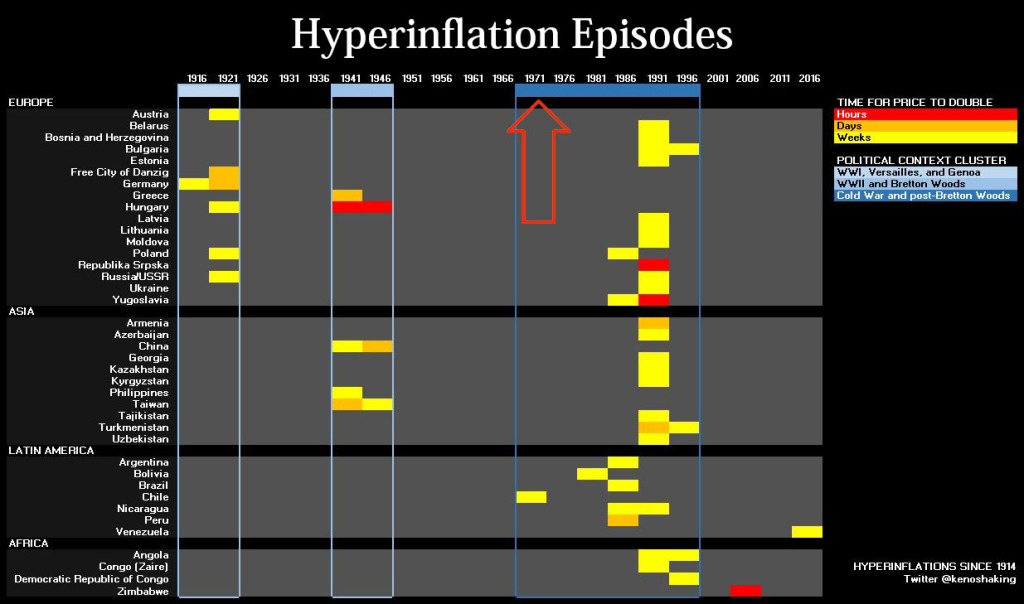 Hyperinflation Episodes
1916 1921 1926 1931 1936 1941 1946 1951 1956 1961 1966 1971 1976 1981 1986 1991 1996 2001 2006 2011 2016
EUROPE
Austria
Belarus
Bosnia and Herzegovina
Bulgaria
Estonia
Free City of Danzig
Germany
Greece
Hungary
Latvia
Lithuania
Moldova
Poland
Republika Srpska
Russia/USSR
Ukraine
Yugoslavia
ASIA
Armenia
Azerbaijan
China
Georgia
Kazakhstan
Kyrgyzstan
Philippines
Taiwan
Tajikistan
Turkmenistan
Uzbekistan
LATIN AMERICA
Argentina
Bolivia
Brazil
Chile
Nicaragua
Peru
Venezuela
AFRICA
Angola
Congo (Zaire)
Democratic Republic of Congo
Zimbabwe
TIME FOR PRICE TO DOUBLE
Hours
Days
Weeks
POLITICAL CONTEXT CLUSTER
WWI, Versailles, and Genoa
WWII and Bretton Woods
Cold War and post-Bretton Woods
HYPERINFLATIONS SINCE 1914
Twitter @kenoshaking